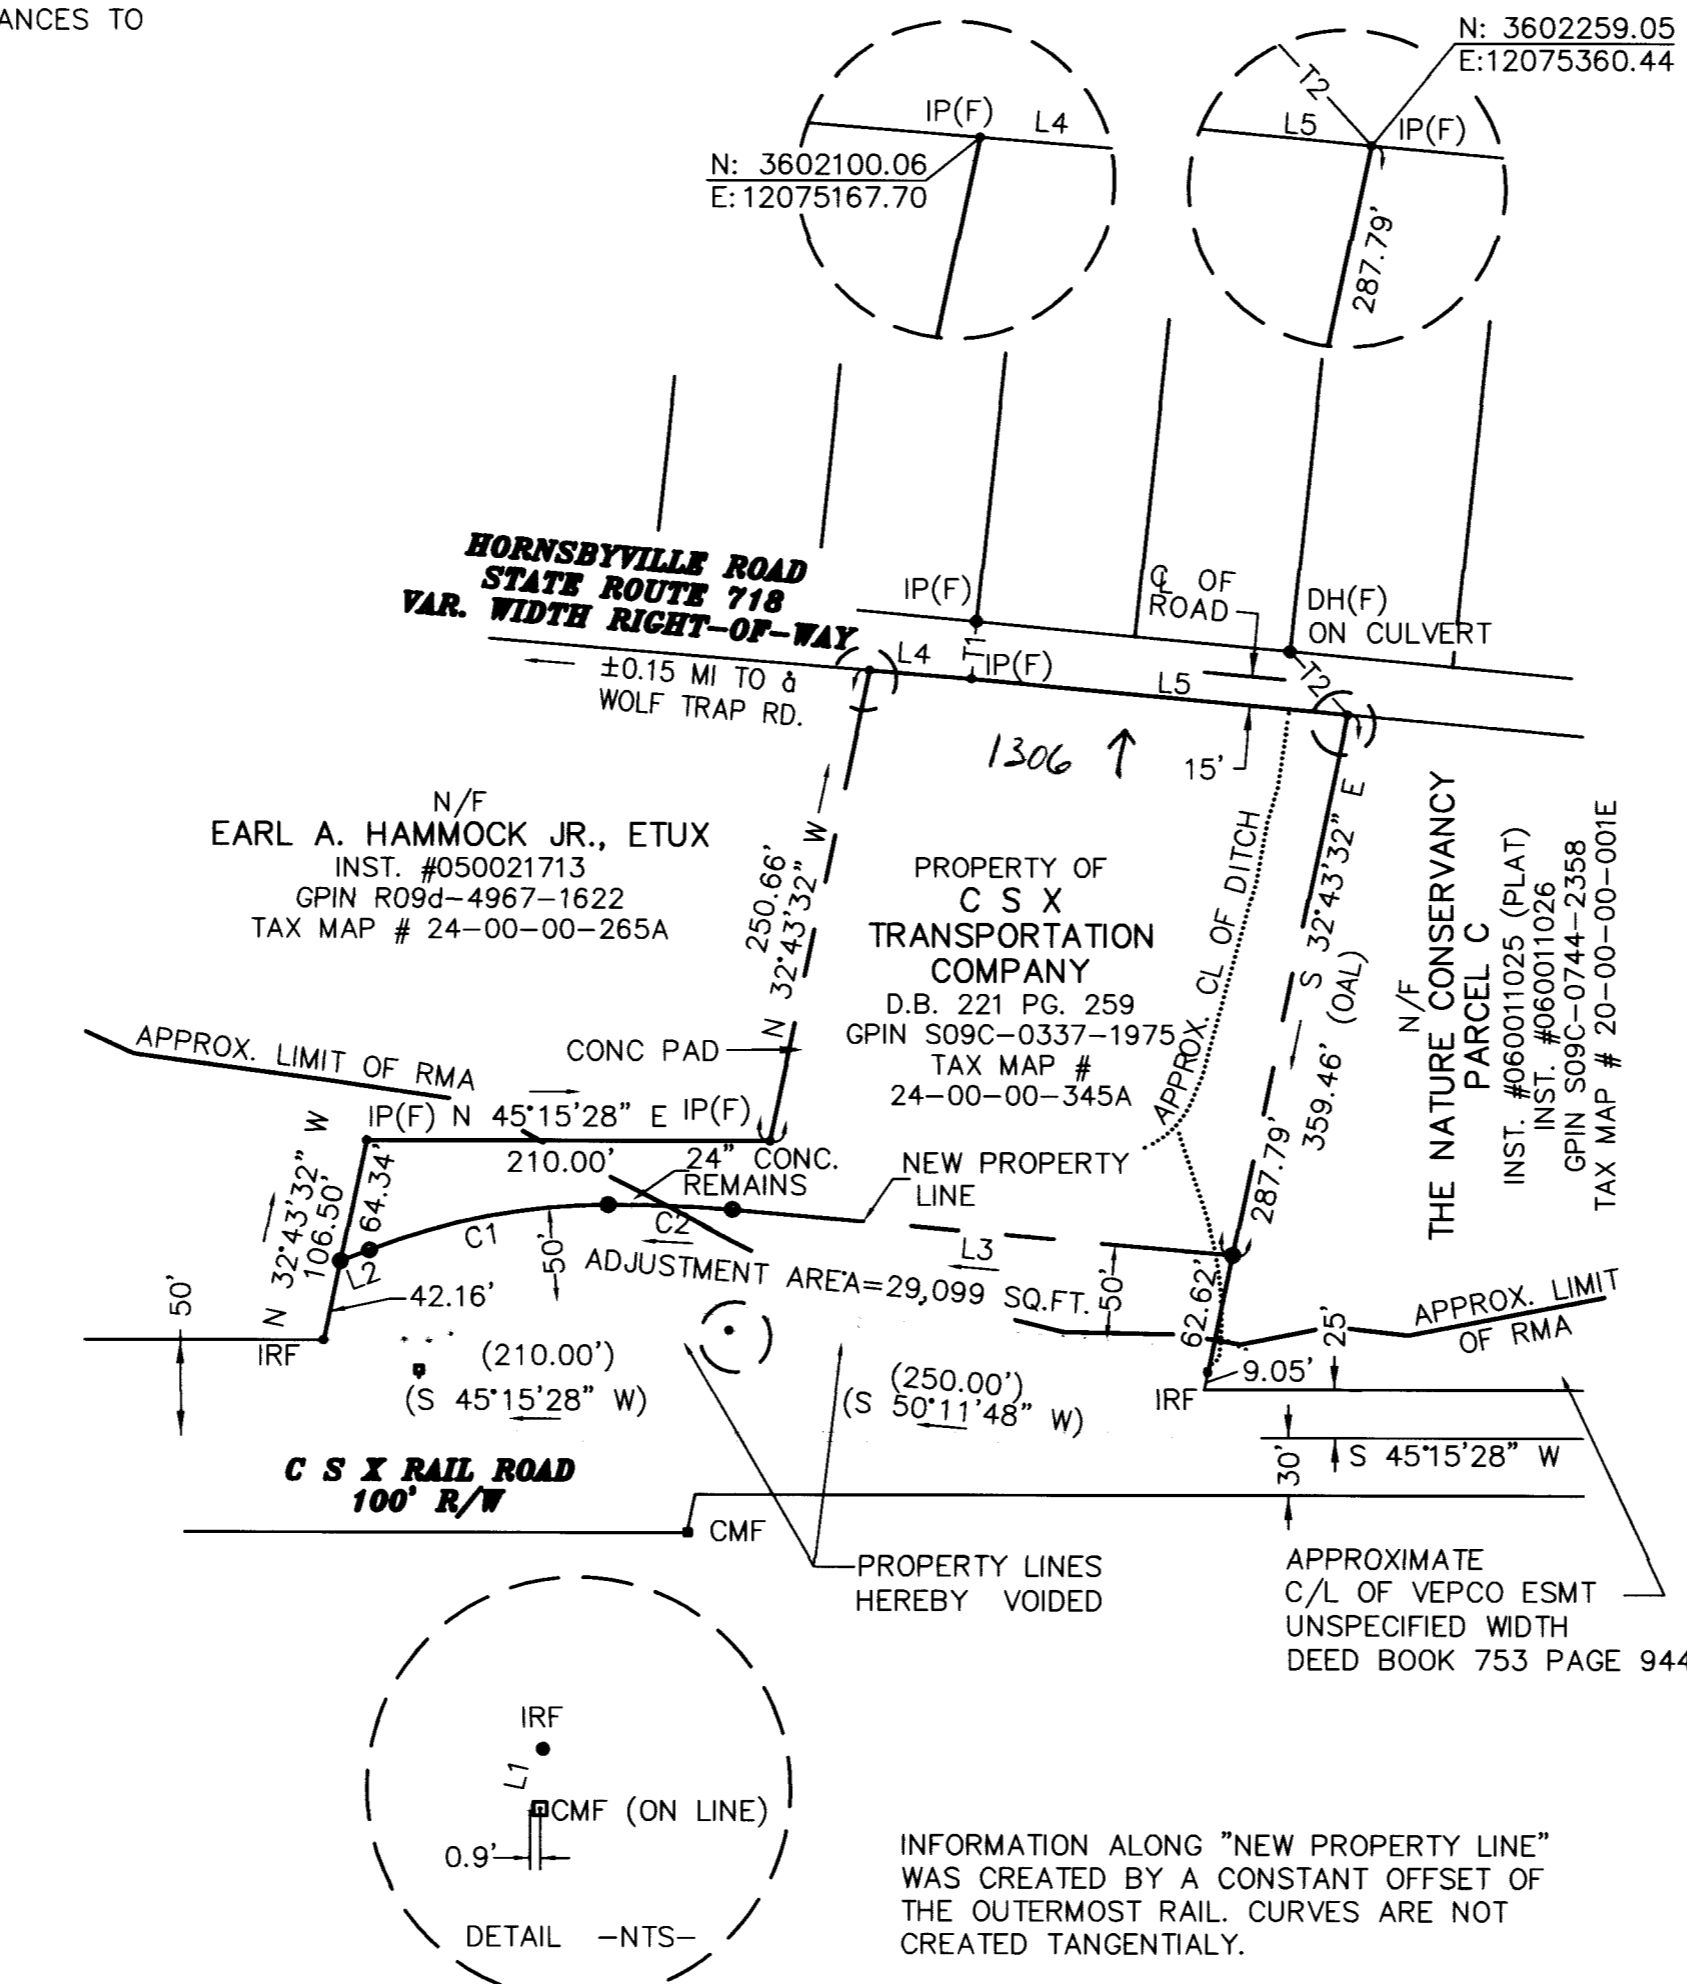 ANCES TO
N: 3602259.05
E:12075360.44
T2
IP(F)
L4
L5
IP(F)
N: 3602100.06
E:12075167.70
287.79'
HORNSBYVILLE ROAD
STATE ROUTE 718
VAR. WIDTH RIGHT-OF-WAY
IP(F)
℄ OF
ROAD
DH(F)
ON CULVERT
L4
T1
IP(F)
L5
T2
±0.15 MI TO å
WOLF TRAP RD.
1306 ↑
15'
N/F
EARL A. HAMMOCK JR., ETUX
INST. #050021713
GPIN R09d-4967-1622
TAX MAP # 24-00-00-265A
250.66'
N 32°43'32" W
PROPERTY OF
C S X
TRANSPORTATION
COMPANY
D.B. 221 PG. 259
GPIN S09C-0337-1975
TAX MAP #
24-00-00-345A
APPROX. CL OF DITCH
S 32°43'32" E
359.46' (OAL)
287.79'
N/F
THE NATURE CONSERVANCY
PARCEL C
INST. #060011025 (PLAT)
INST. #060011026
GPIN S09C-0744-2358
TAX MAP # 20-00-00-001E
APPROX. LIMIT OF RMA
CONC PAD
IP(F) N 45°15'28" E IP(F)
210.00'
24" CONC.
REMAINS
NEW PROPERTY
LINE
N 32°43'32" W
106.50'
64.34'
L2
C1
C2
50'
L3
ADJUSTMENT AREA=29,099 SQ.FT.
50'
62.62'
42.16'
50'
IRF
(210.00')
(S 45°15'28" W)
(250.00')
(S 50°11'48" W)
IRF
9.05'
25'
APPROX. LIMIT
OF RMA
30'
S 45°15'28" W
C S X RAIL ROAD
100' R/W
CMF
PROPERTY LINES
HEREBY VOIDED
APPROXIMATE
C/L OF VEPCO ESMT
UNSPECIFIED WIDTH
DEED BOOK 753 PAGE 944
IRF
L1
CMF (ON LINE)
0.9'
DETAIL -NTS-
INFORMATION ALONG "NEW PROPERTY LINE"
WAS CREATED BY A CONSTANT OFFSET OF
THE OUTERMOST RAIL. CURVES ARE NOT
CREATED TANGENTIALY.